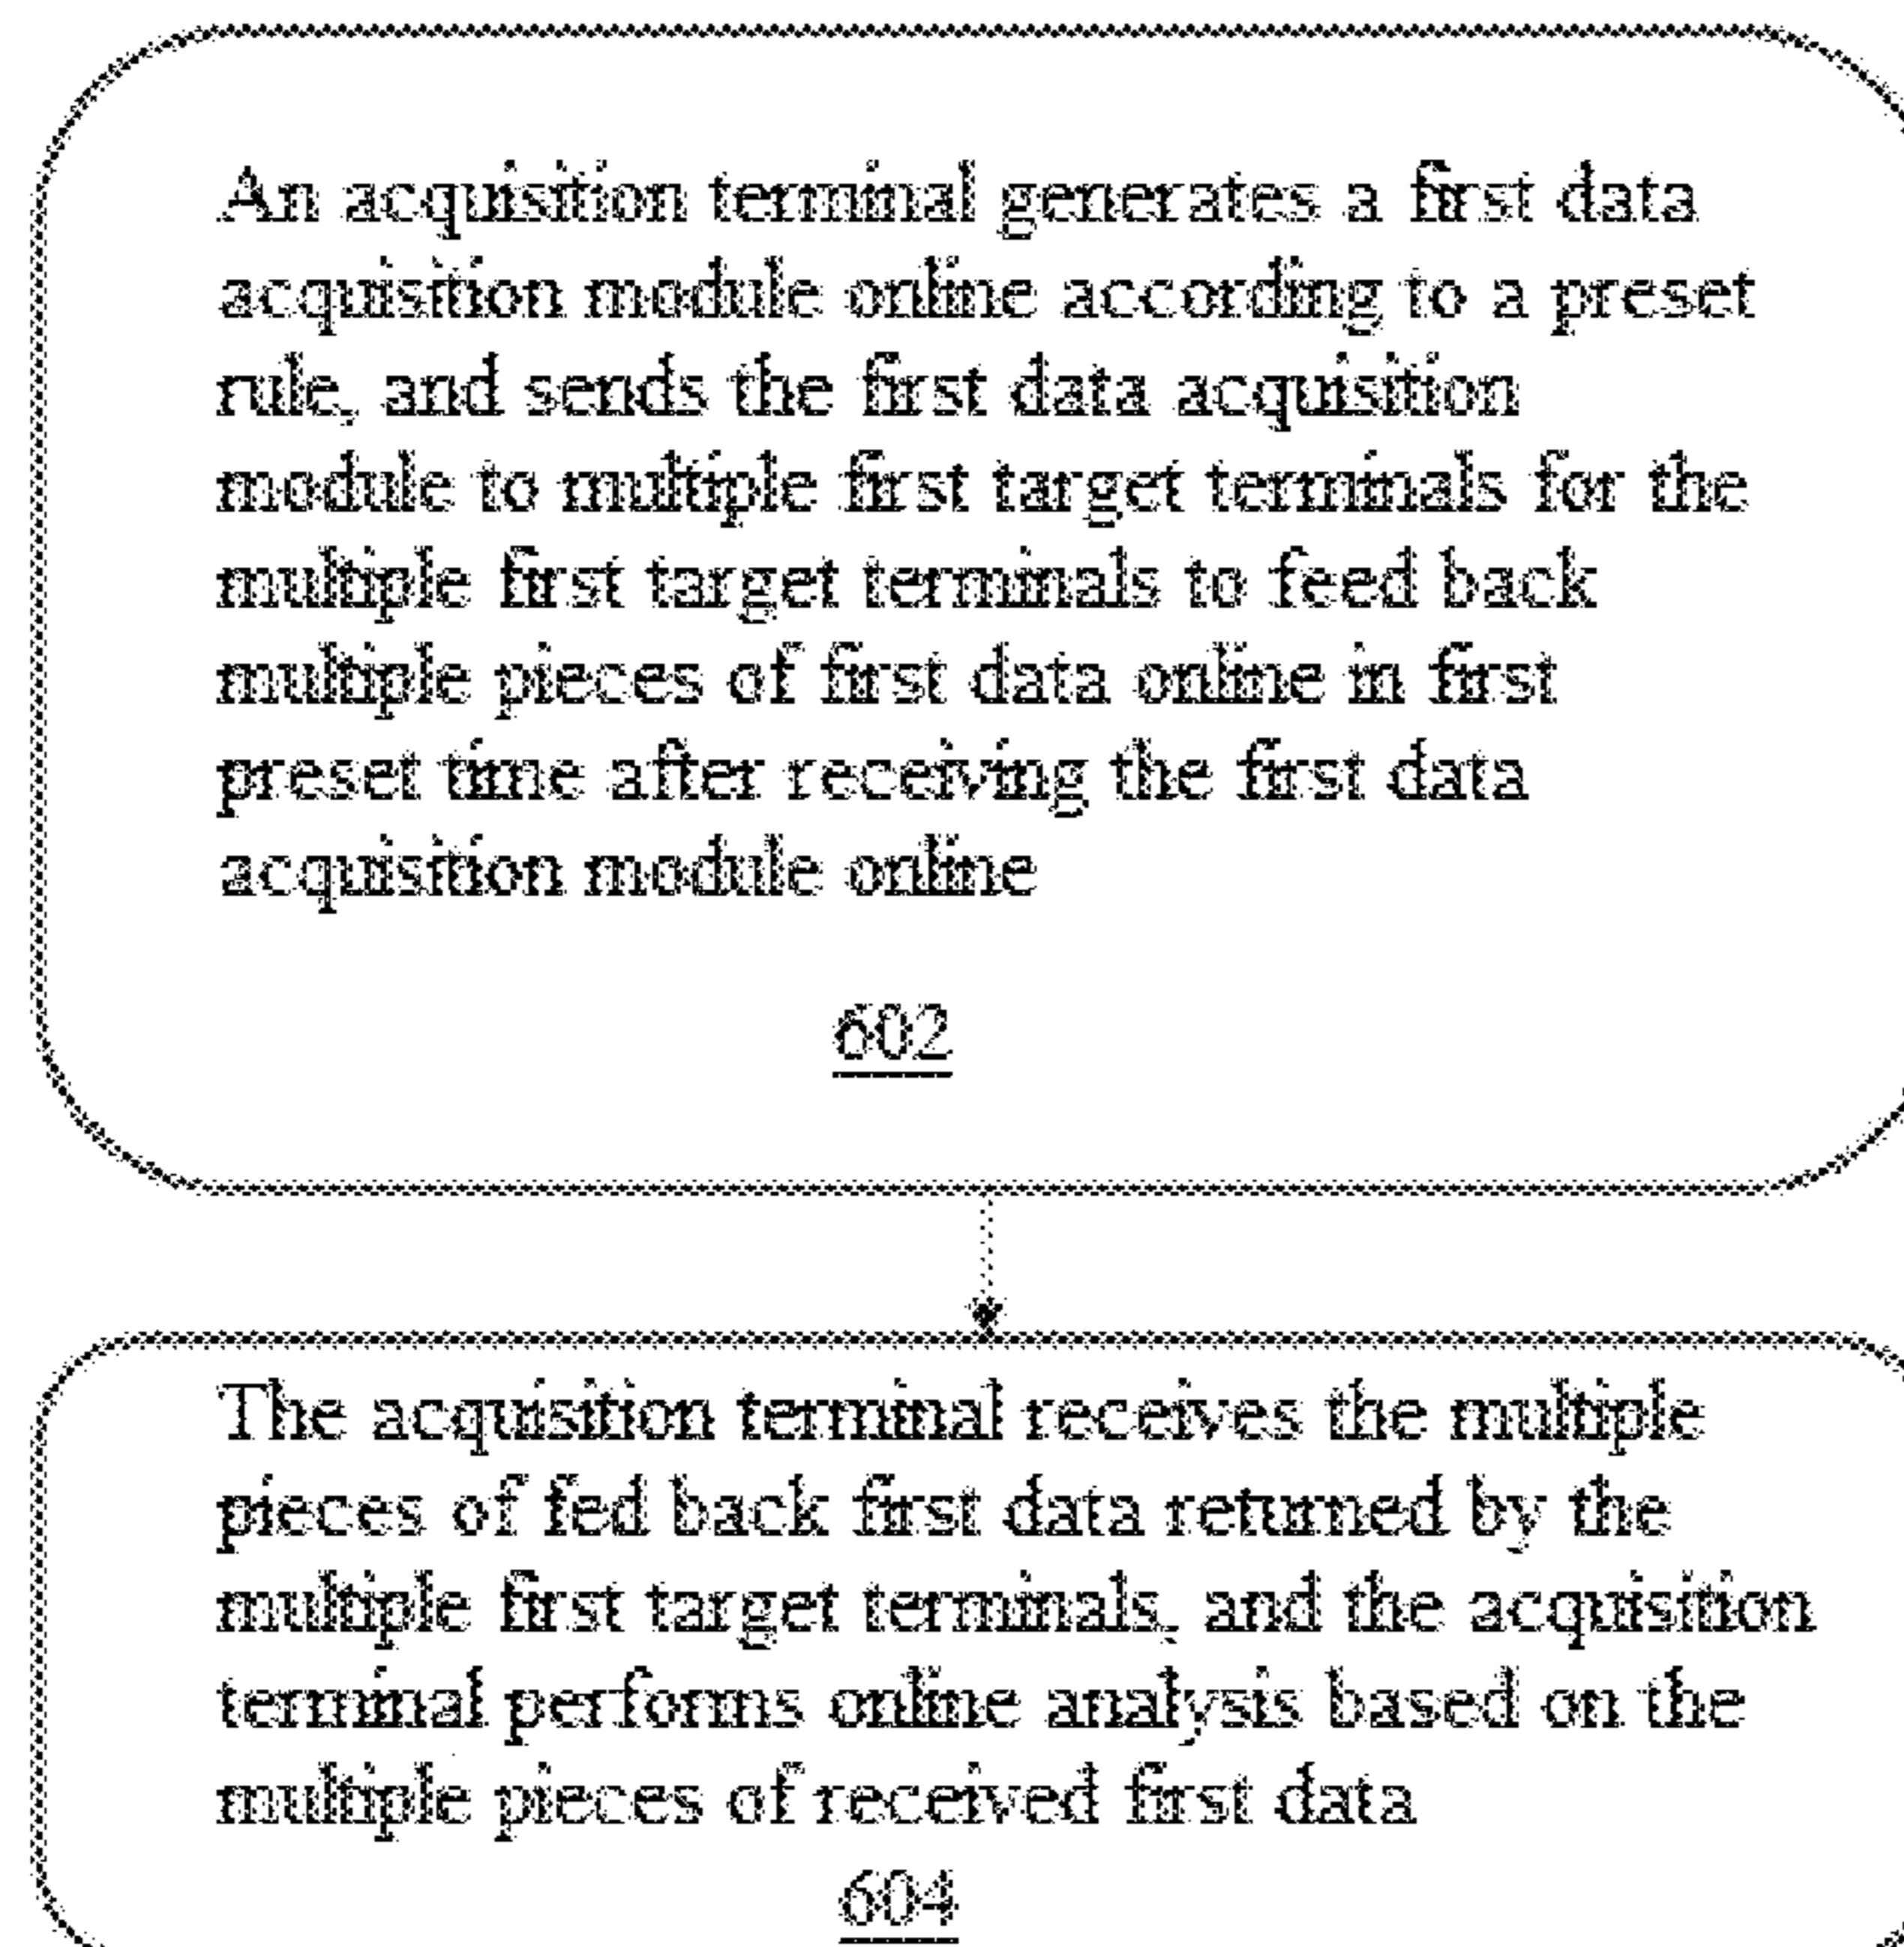 An acquisition terminal generates a first data
acquisition module online according to a preset
rule, and sends the first data acquisition
module to multiple first target terminals for the
multiple first target terminals to feed back
multiple pieces of first data online in first
preset time after receiving the first data
acquisition module online
602
The acquisition terminal receives the multiple
pieces of fed back first data returned by the
multiple first target terminals, and the acquisition
terminal performs online analysis based on the
multiple pieces of received first data
604